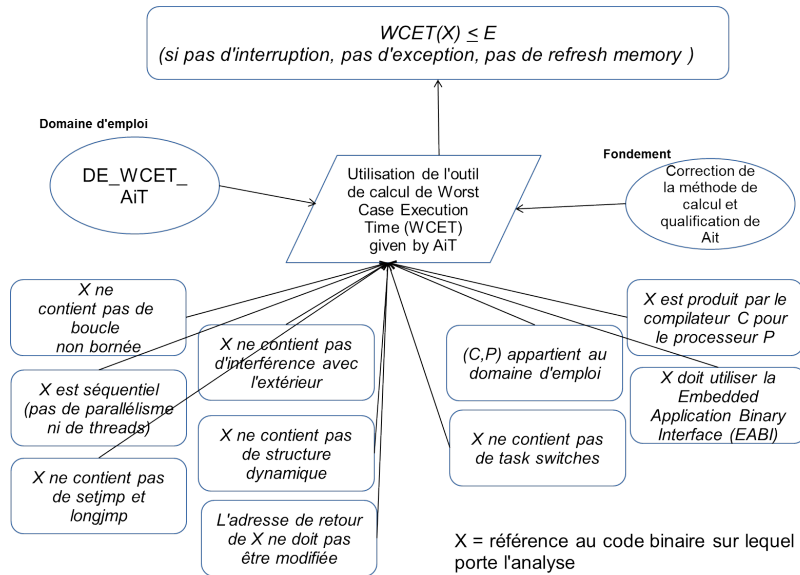 WCET(X) ≤ E
(si pas d'interruption, pas d'exception, pas de refresh memory )
Domaine d'emploi
DE_WCET_
AiT
Utilisation de l'outil
de calcul de Worst
Case Execution
Time (WCET)
given by AiT
Fondement
Correction de
la méthode de
calcul et
qualification de
Ait
X ne
contient pas de
boucle
non bornée
X ne contient pas
d'interférence avec
l'extérieur
(C,P) appartient au
domaine d'emploi
X est produit par le
compilateur C pour
le processeur P
X est séquentiel
(pas de parallélisme
ni de threads)
X doit utiliser la
Embedded
Application Binary
Interface (EABI)
X ne contient pas
de structure
dynamique
X ne contient pas
de task switches
X ne contient pas
de setjmp et
longjmp
L'adresse de retour
de X ne doit pas
être modifiée
X = référence au code binaire sur lequel
porte l'analyse